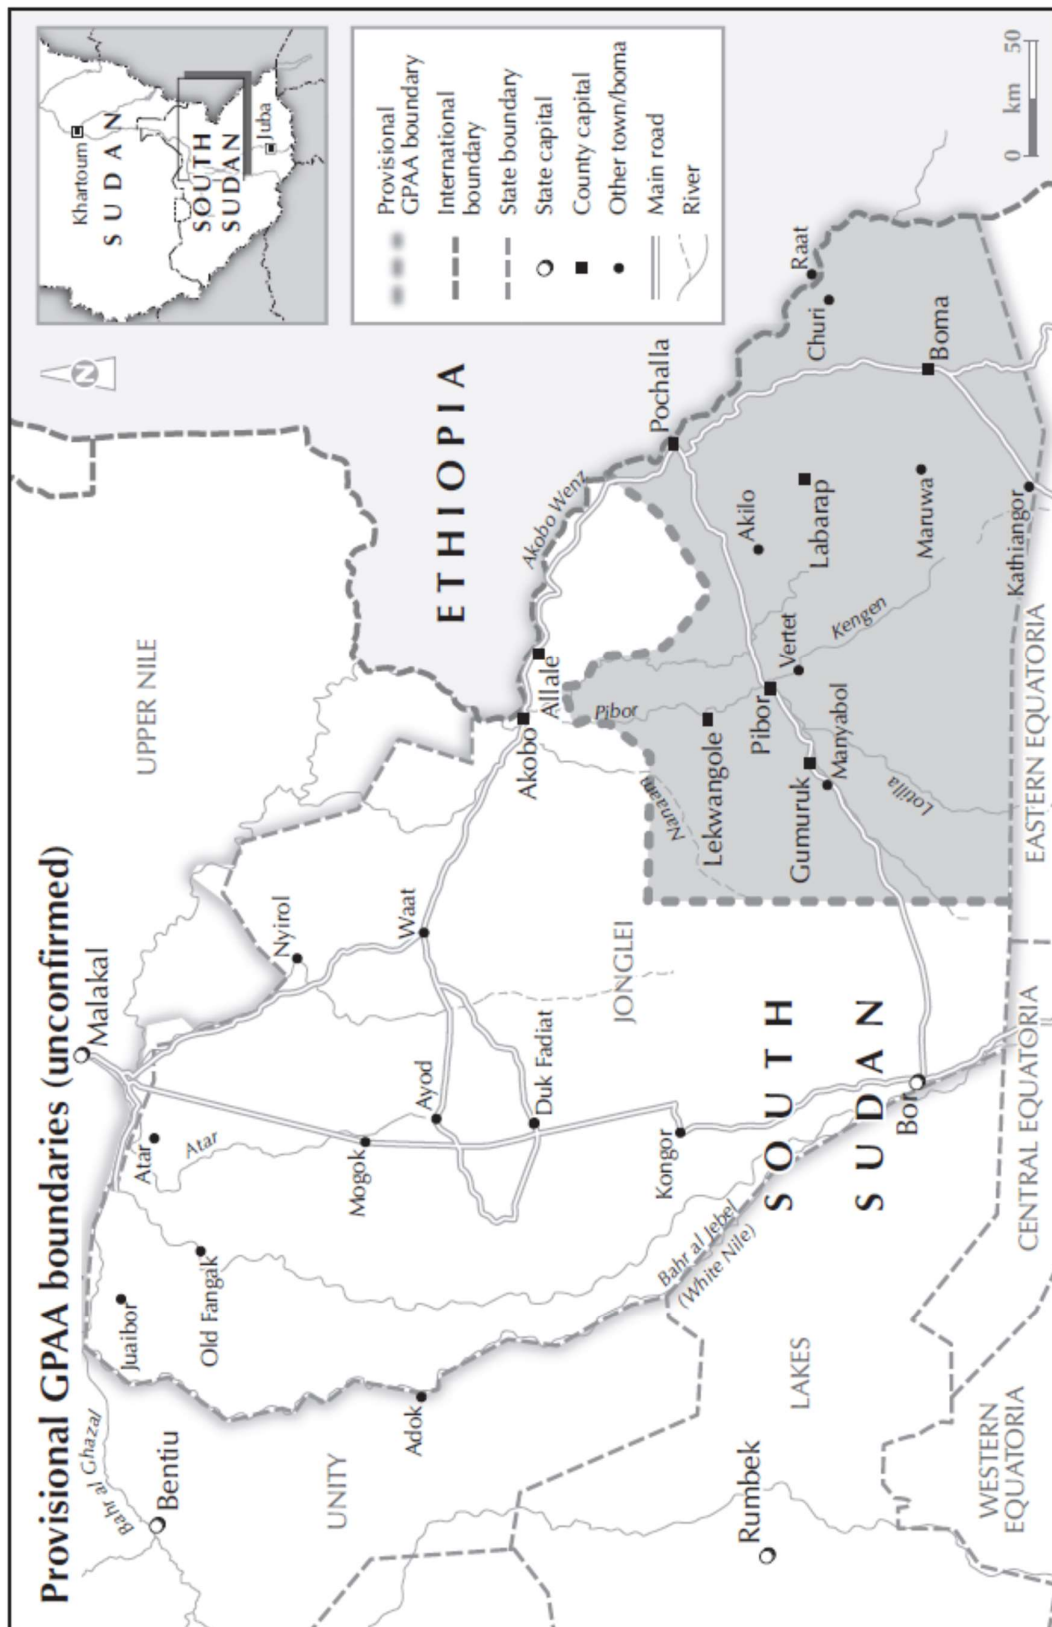 Provisional GPAA boundaries (unconfirmed)
Khartoum
SUDAN
SOUTH
SUDAN
Juba
N
Provisional
GPAA boundary
International
boundary
State boundary
State capital
County capital
Other town/boma
Main road
River
0
km
50
Malakal
UPPER NILE
ETHIOPIA
Bahr al Ghazal
Bentiu
Juaibor
Atar
Atar
Old Fangak
Nyirol
Waat
Mogok
Ayod
Adok
UNITY
Duk Fadiat
Akobo
Allale
Akobo Wenz
Pochalla
Raat
Churi
Boma
JONGLEI
Kongor
Nanaam
Pibor
Lekwangole
Pibor
Vertet
Akilo
Labarap
Kengen
Maruwa
Gumuruk
Manyabol
Lotilla
Kathiangor
Bahr al Jebel
(White Nile)
SOUTH
SUDAN
Bor
LAKES
Rumbek
WESTERN
EQUATORIA
CENTRAL EQUATORIA
EASTERN EQUATORIA